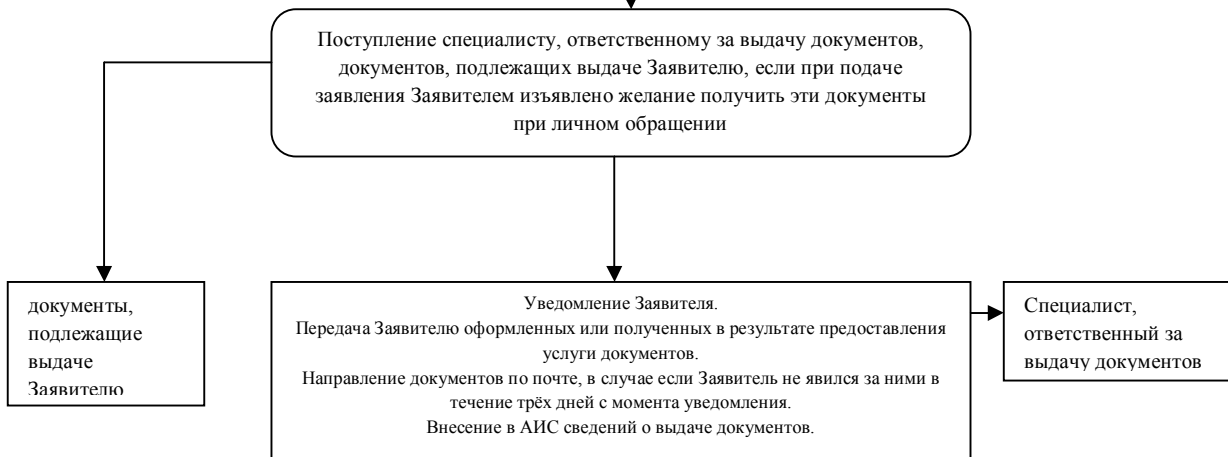 Поступление специалисту, ответственному за выдачу документов,
документов, подлежащих выдаче Заявителю, если при подаче
заявления Заявителем изъявлено желание получить эти документы
при личном обращении
документы,
подлежащие
выдаче
Заявителю
Уведомление Заявителя.
Передача Заявителю оформленных или полученных в результате предоставления
услуги документов.
Направление документов по почте, в случае если Заявитель не явился за ними в
течение трёх дней с момента уведомления.
Внесение в АИС сведений о выдаче документов.
Специалист,
ответственный за
выдачу документов